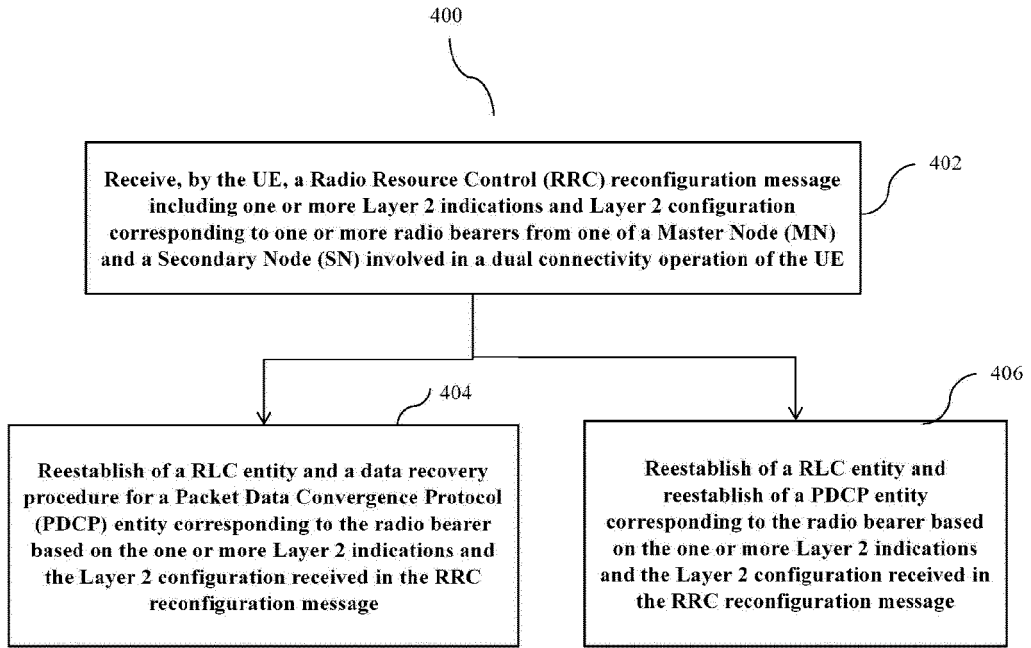 400
402
Receive, by the UE, a Radio Resource Control (RRC) reconfiguration message
including one or more Layer 2 indications and Layer 2 configuration
corresponding to one or more radio bearers from one of a Master Node (MN)
and a Secondary Node (SN) involved in a dual connectivity operation of the UE
404
Reestablish of a RLC entity and a data recovery
procedure for a Packet Data Convergence Protocol
(PDCP) entity corresponding to the radio bearer
based on the one or more Layer 2 indications and
the Layer 2 configuration received in the RRC
reconfiguration message
406
Reestablish of a RLC entity and
reestablish of a PDCP entity
corresponding to the radio bearer based
on the one or more Layer 2 indications
and the Layer 2 configuration received in
the RRC reconfiguration message